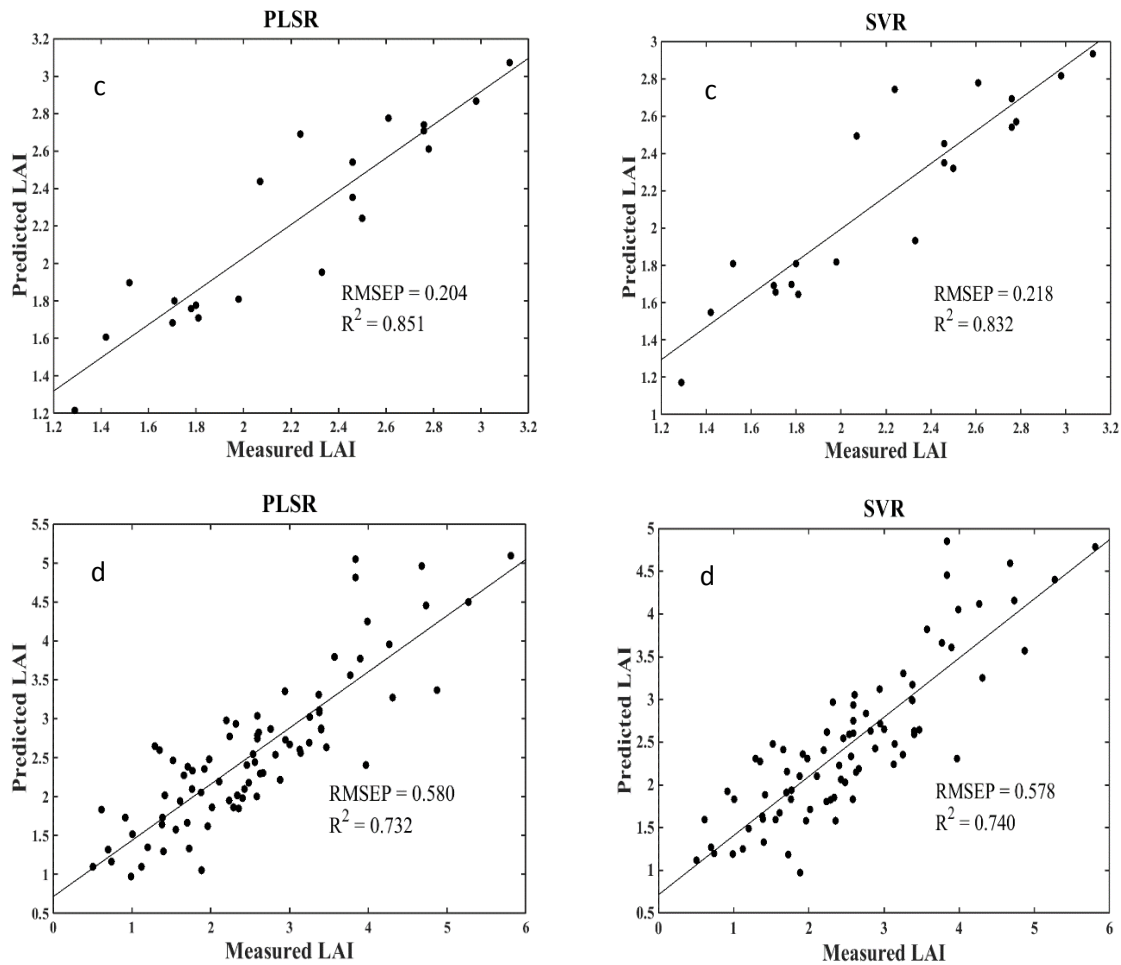 PLSR
3.2
3
2.8
2.6
2.4
2.2
2
1.8
1.6
1.4
1.2
Predicted LAI
c
RMSEP = 0.204
R² = 0.851
1.2 1.4 1.6 1.8 2 2.2 2.4 2.6 2.8 3 3.2
Measured LAI
SVR
3
2.8
2.6
2.4
2.2
2
1.8
1.6
1.4
1.2
1
Predicted LAI
c
RMSEP = 0.218
R² = 0.832
1.2 1.4 1.6 1.8 2 2.2 2.4 2.6 2.8 3 3.2
Measured LAI
PLSR
5.5
5
4.5
4
3.5
3
2.5
2
1.5
1
0.5
Predicted LAI
d
RMSEP = 0.580
R² = 0.732
0 1 2 3 4 5 6
Measured LAI
SVR
5
4.5
4
3.5
3
2.5
2
1.5
1
0.5
Predicted LAI
d
RMSEP = 0.578
R² = 0.740
0 1 2 3 4 5 6
Measured LAI